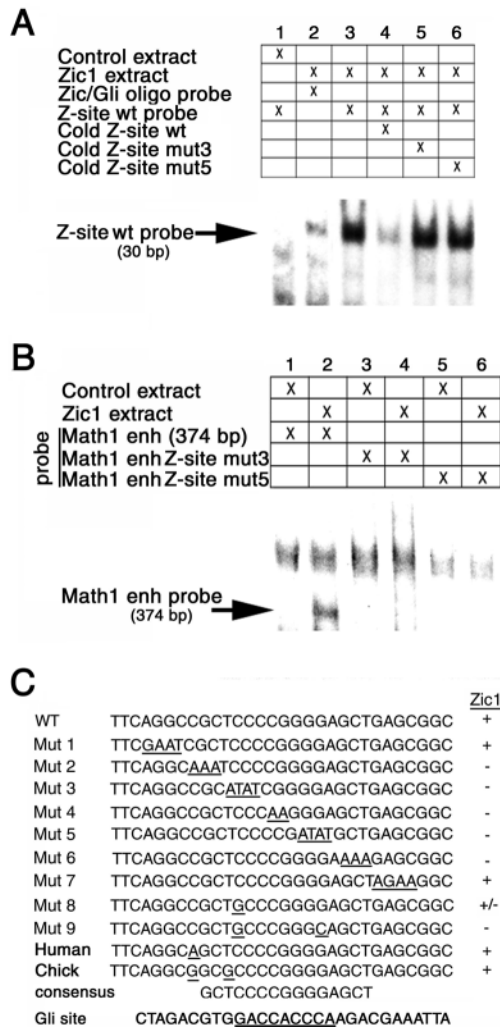 A
1 2 3 4 5 6
Control extract X
Zic1 extract X X X X X
Zic/Gli oligo probe X
Z-site wt probe X X X X X
Cold Z-site wt X
Cold Z-site mut3 X
Cold Z-site mut5 X
Z-site wt probe
(30 bp)
B
1 2 3 4 5 6
Control extract X X X
Zic1 extract X X X
probe
Math1 enh (374 bp) X X
Math1 enh Z-site mut3 X X
Math1 enh Z-site mut5 X X
Math1 enh probe
(374 bp)
C
Zic1
WT TTCAGGCCGCTCCCCGGGGAGCTGAGCGGC +
Mut 1 TTCGAATCGCTCCCCGGGGAGCTGAGCGGC +
Mut 2 TTCAGGCAAATCCCCGGGGAGCTGAGCGGC -
Mut 3 TTCAGGCCGCATATCGGGGAGCTGAGCGGC -
Mut 4 TTCAGGCCGCTCCCAAGGGAGCTGAGCGGC -
Mut 5 TTCAGGCCGCTCCCCGATATGCTGAGCGGC -
Mut 6 TTCAGGCCGCTCCCCGGGGAAAAGAGCGGC -
Mut 7 TTCAGGCCGCTCCCCGGGGAGCTAGAAGGC +
Mut 8 TTCAGGCCGCTGCCCGGGGAGCTGAGCGGC +/-
Mut 9 TTCAGGCCGCTGCCCGGGCAGCTGAGCGGC -
Human TTCAGGCAGCTCCCCGGGGAGCTGAGCGGC +
Chick TTCAGGCGGCGCCCCGGGGAGCTGAGCGGC +
consensus GCTCCCCGGGGAGCT
Gli site CTAGACGTGGACCACCCAAGACGAAATTA